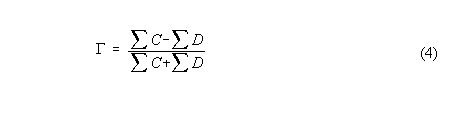 Γ = (∑ C − ∑ D) / (∑ C + ∑ D) (4)